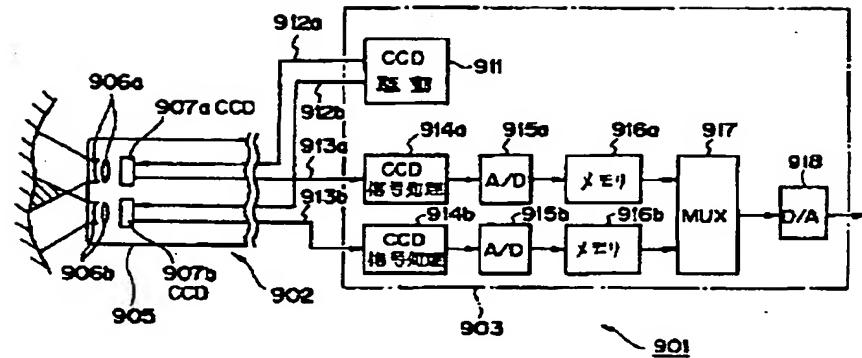 912a
CCD
駆動
911
906a
907a CCD
912b
913a
914a
915a
916a
917
918
CCD
信号処理
A/D
メモリ
MUX
D/A
913b
914b
915b
916b
CCD
信号処理
A/D
メモリ
906b
907b
CCD
905
902
903
901